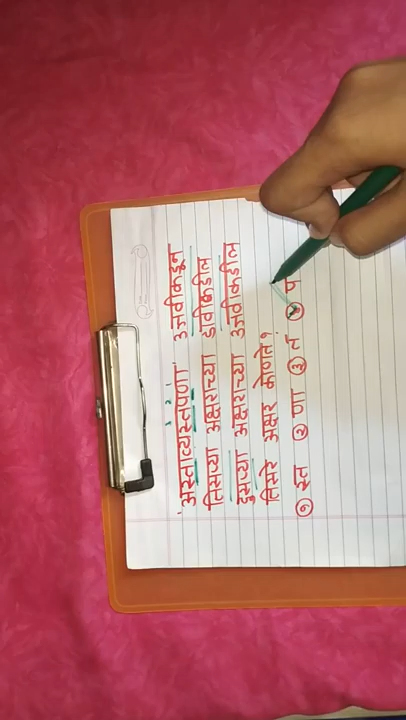 'अस्ताव्यस्तपणा' उजवीकडून
तिसऱ्या अक्षराच्या डावीकडील
दुसऱ्या अक्षराच्या उजवीकडील
तिसरे अक्षर कोणते?
① स्त ② णा ③ त ④ प